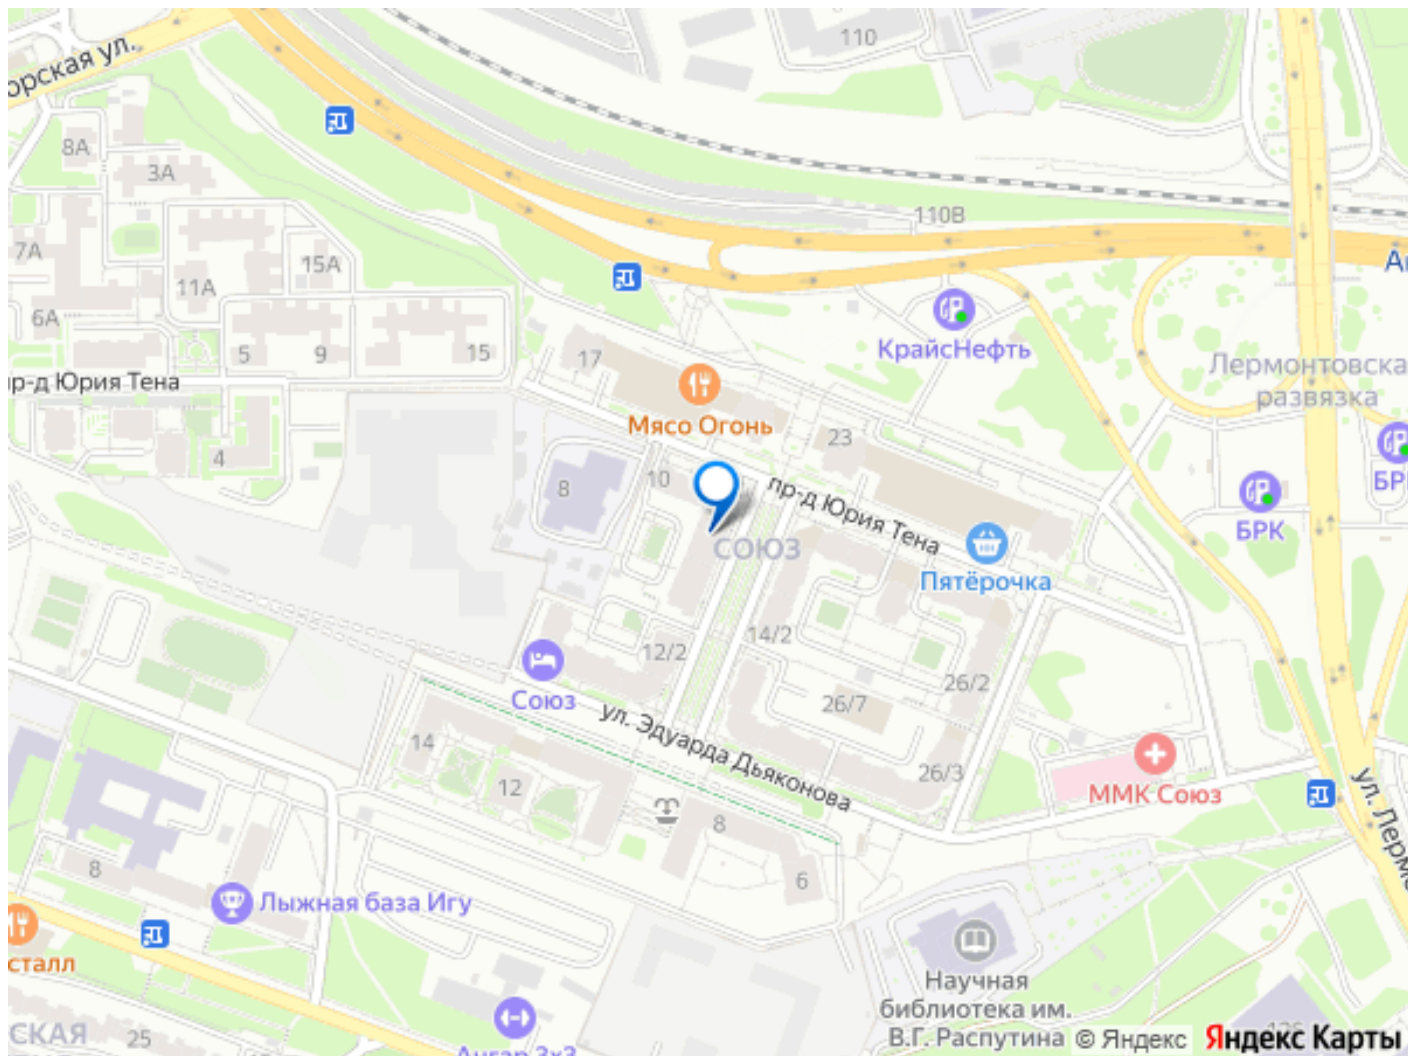 орская ул.
110
8А
3А
110В
7А
15А
11А
6А
КрайсНефть
5
9
15
17
Лермонтовска
развязка
пр-д Юрия Тена
Мясо Огонь
23
4
8
10
пр-д Юрия Тена
БРК
БР
СОЮЗ
Пятёрочка
14/2
12/2
26/2
Союз
26/7
ул. Эдуарда Дьяконова
14
12
26/3
ММК Союз
8
ул. Лермо
8
6
Лыжная база Игу
сталл
Научная
библиотека им.
В.Г. Распутина
СКАЯ
25
Ангар 3х3
© Яндекс
Яндекс Карты